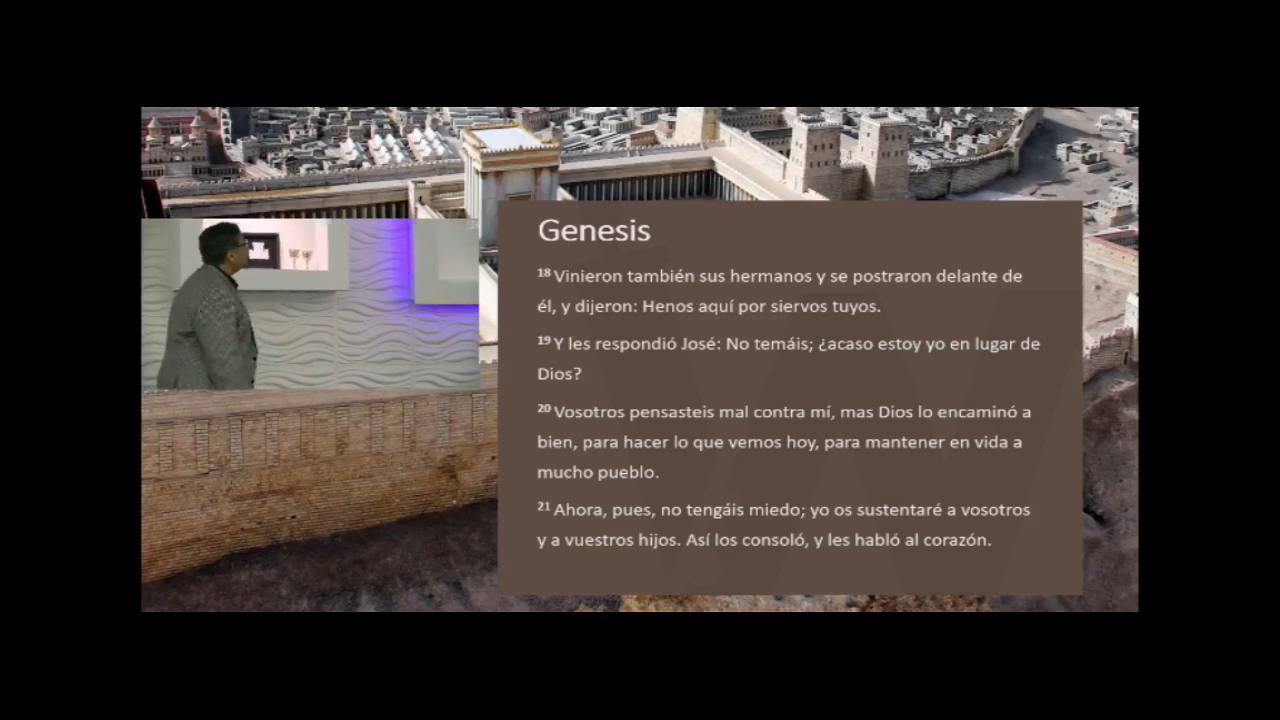 Genesis
18 Vinieron también sus hermanos y se postraron delante de
él, y dijeron: Henos aquí por siervos tuyos.
19 Y les respondió José: No temáis; ¿acaso estoy yo en lugar de
Dios?
20 Vosotros pensasteis mal contra mí, mas Dios lo encaminó a
bien, para hacer lo que vemos hoy, para mantener en vida a
mucho pueblo.
21 Ahora, pues, no tengáis miedo; yo os sustentaré a vosotros
y a vuestros hijos. Así los consoló, y les habló al corazón.